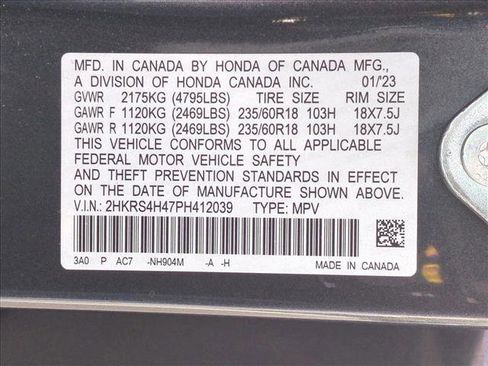 MFD. IN CANADA BY HONDA OF CANADA MFG.,
A DIVISION OF HONDA CANADA INC. 01/'23
GVWR 2175KG (4795LBS) TIRE SIZE RIM SIZE
GAWR F 1120KG (2469LBS) 235/60R18 103H 18X7.5J
GAWR R 1120KG (2469LBS) 235/60R18 103H 18X7.5J
THIS VEHICLE CONFORMS TO ALL APPLICABLE
FEDERAL MOTOR VEHICLE SAFETY
AND THEFT PREVENTION STANDARDS IN EFFECT
ON THE DATE OF MANUFACTURE SHOWN ABOVE.
V.I.N.: 2HKRS4H47PH412039 TYPE: MPV
3A0 P AC7 -NH904M -A -H MADE IN CANADA